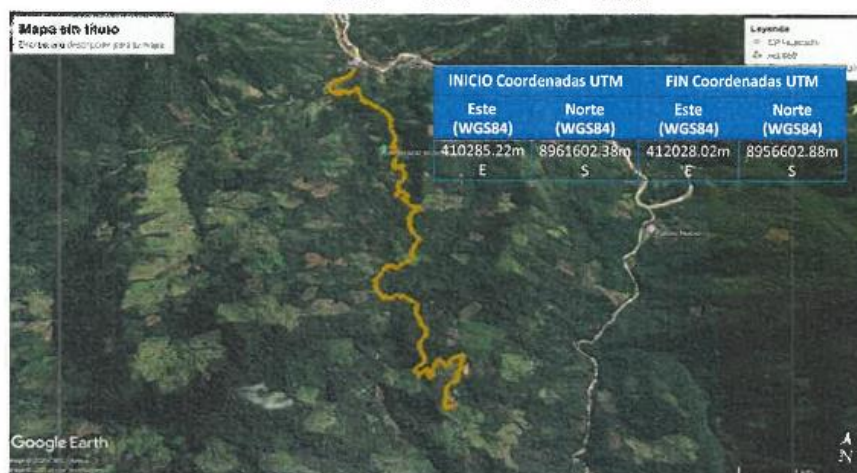 Mapa sin título
Leyenda
INICIO Coordenadas UTM FIN Coordenadas UTM
Este Norte Este Norte
(WGS84) (WGS84) (WGS84) (WGS84)
410285.22m 8961602.38m 412028.02m 8956602.88m
E S E S
Google Earth
N